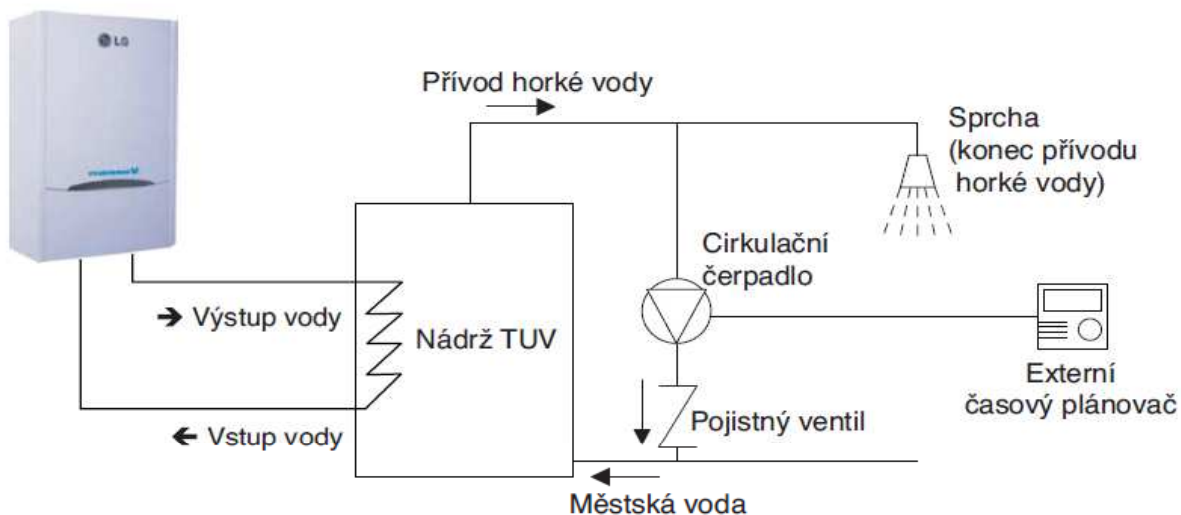 LG
Přívod horké vody
Sprcha
(konec přívodu
horké vody)
Cirkulační
čerpadlo
Výstup vody
Nádrž TUV
Externí
časový plánovač
Pojistný ventil
Vstup vody
Městská voda